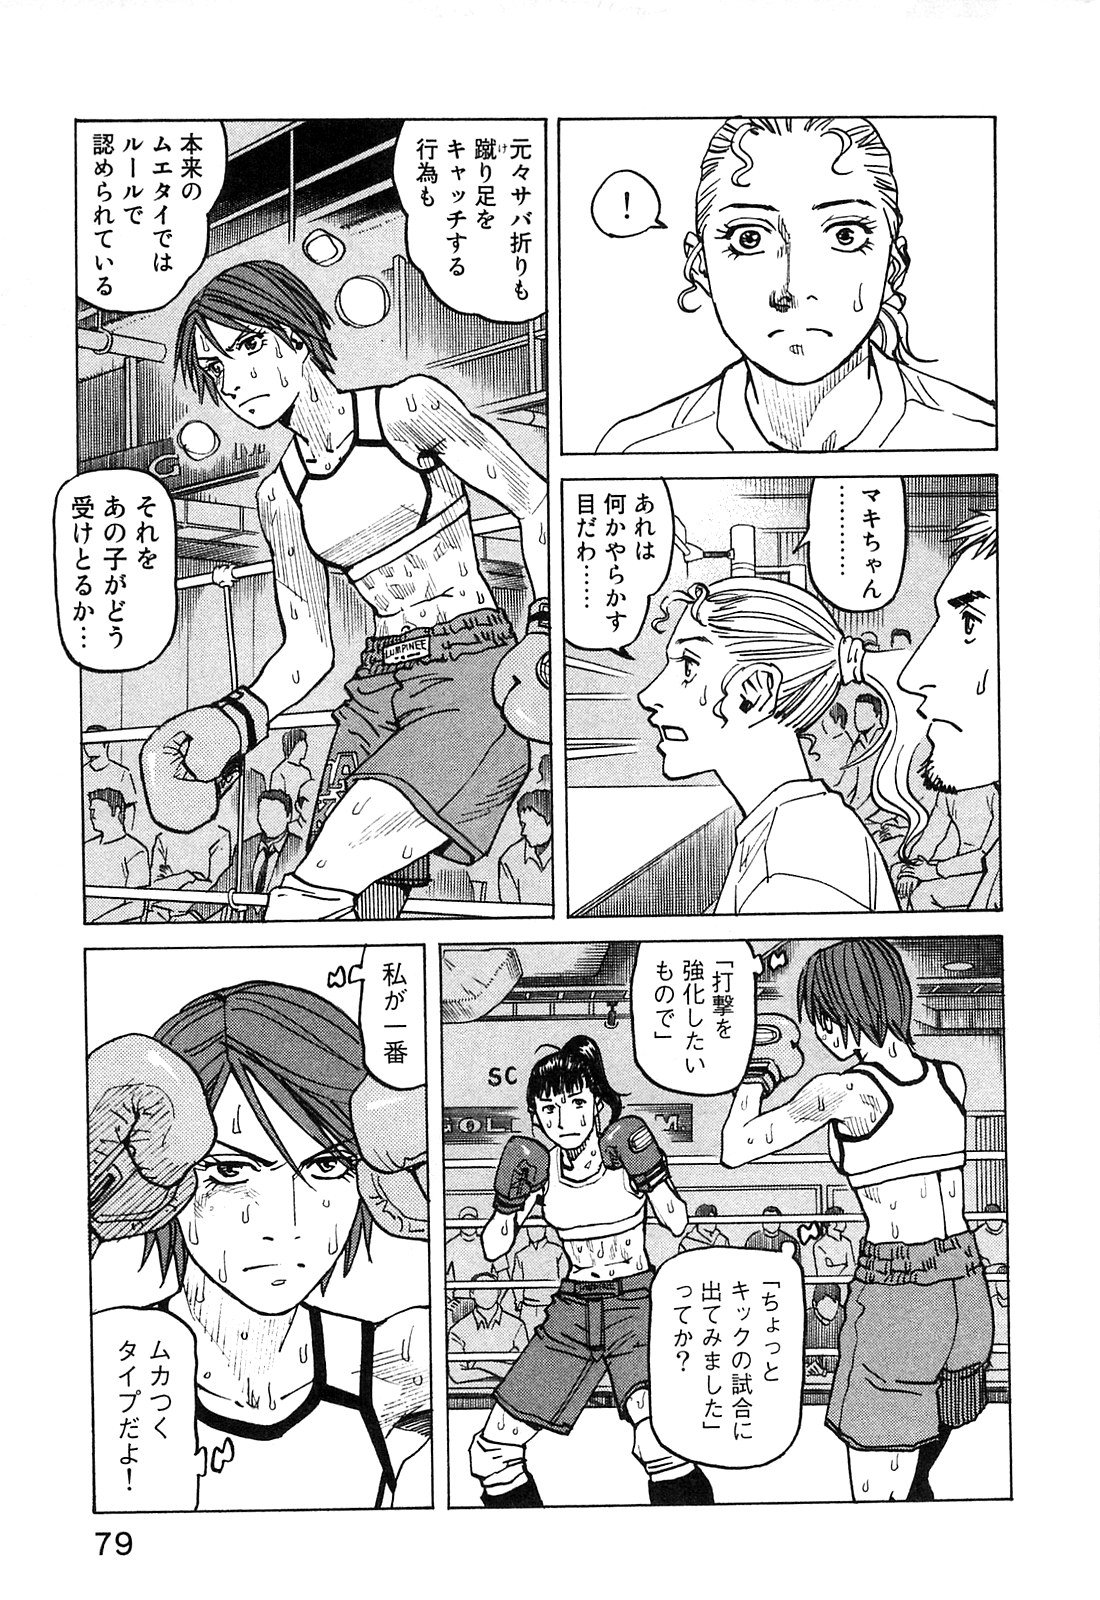 ！
マキちゃん
…………
あれは
何かやらかす
目だわ……
元々サバ折りも
蹴り足を
け
キャッチする
行為も
本来の
ムエタイでは
ルールで
認められている
それを
あの子がどう
受けとるか…
LUMPINEE
G
「打撃を
強化したい
もので」
「ちょっと
キックの試合に
出てみました」
ってか？
SC
GOL
M
私が一番
ムカつく
タイプだよ！
79